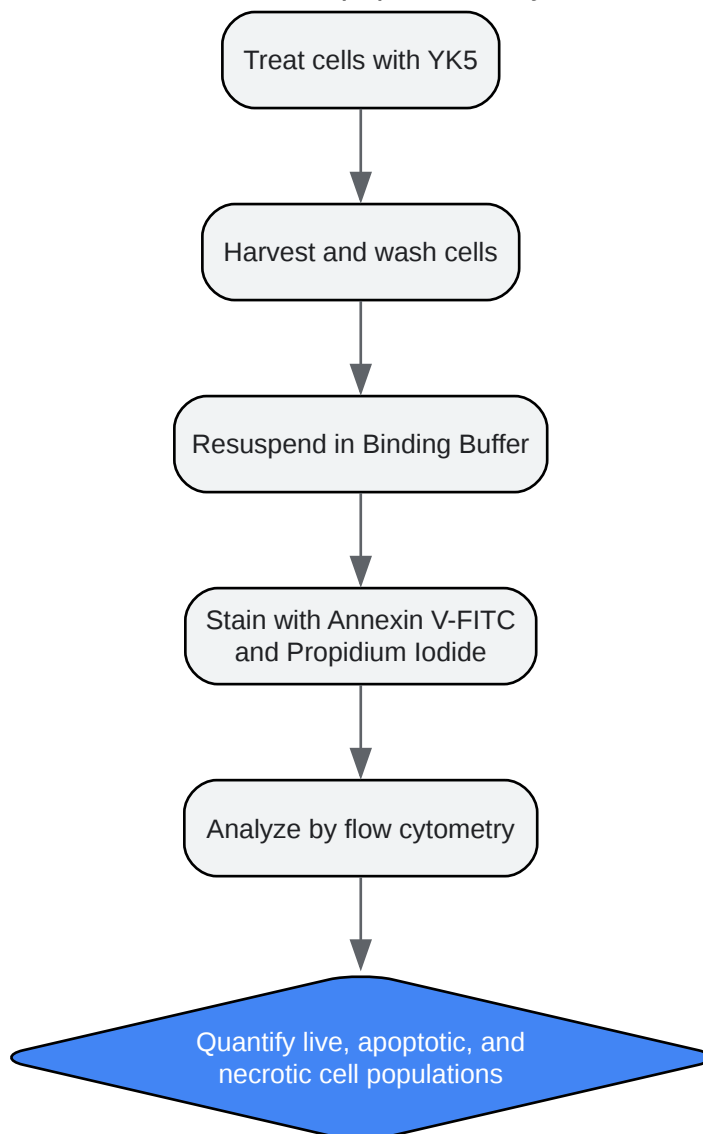 Treat cells with YK5
Harvest and wash cells
Resuspend in Binding Buffer
Stain with Annexin V-FITC
and Propidium Iodide
Analyze by flow cytometry
Quantify live, apoptotic, and
necrotic cell populations